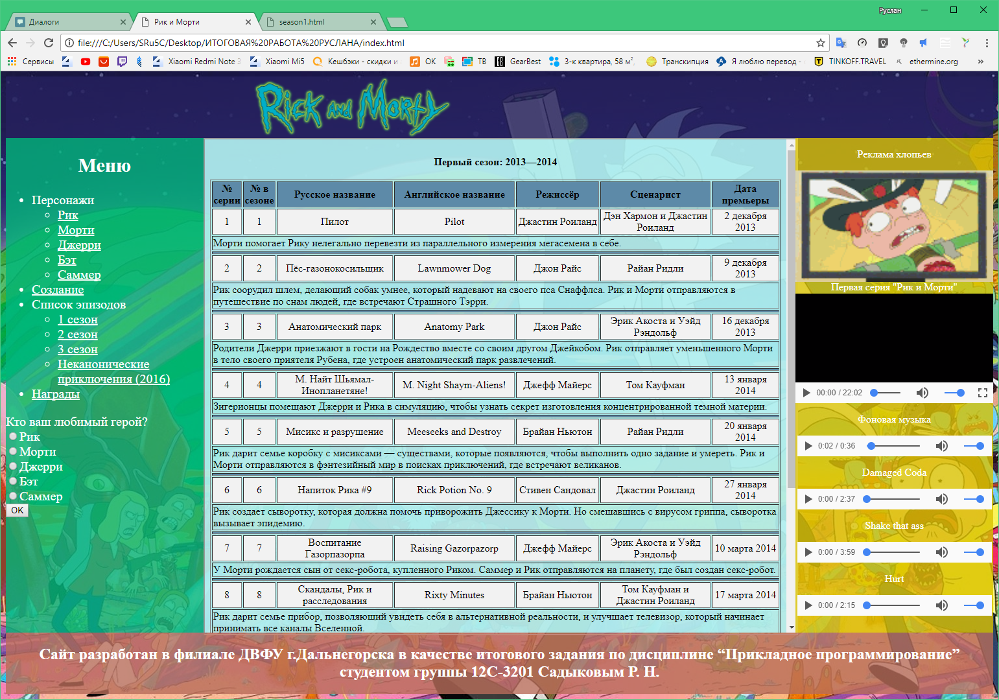 Руслан
Диалоги
Рик и Морти
season1.html
file:///C:/Users/SRu5C/Desktop/ИТОГОВАЯ%20РАБОТА%20РУСЛАНА/index.html
Сервисы
Xiaomi Redmi Note 3
Xiaomi Mi5
Кешбэки - скидки и
ОК
ТВ
GearBest
3-к квартира, 58 м²,
Транскипция
Я люблю перевод -
TINKOFF.TRAVEL
ethermine.org
»
Rick and Morty
Меню
Персонажи
Рик
Морти
Джерри
Бэт
Саммер
Создание
Список эпизодов
1 сезон
2 сезон
3 сезон
Неканонические
приключения (2016)
Награды
Кто ваш любимый герой?
Рик
Морти
Джерри
Бэт
Саммер
OK
Первый сезон: 2013—2014
№ серии № в сезоне Русское название Английское название Режиссёр Сценарист Дата премьеры
1 1 Пилот Pilot Джастин Роиланд Дэн Хармон и Джастин Роиланд 2 декабря 2013
Морти помогает Рику нелегально перевезти из параллельного измерения мегасемена в себе.
2 2 Пёс-газонокосильщик Lawnmower Dog Джон Райс Райан Ридли 9 декабря 2013
Рик соорудил шлем, делающий собак умнее, который надевают на своего пса Снаффлса. Рик и Морти отправляются в
путешествие по снам людей, где встречают Страшного Тэрри.
3 3 Анатомический парк Anatomy Park Джон Райс Эрик Акоста и Уэйд Рэндольф 16 декабря 2013
Родители Джерри приезжают в гости на Рождество вместе со своим другом Джейкобом. Рик отправляет уменьшенного Морти
в тело своего приятеля Рубена, где устроен анатомический парк развлечений.
4 4 М. Найт Шьямал-Инопланетяне! M. Night Shaym-Aliens! Джефф Майерс Том Кауфман 13 января 2014
Зигерионцы помещают Джерри и Рика в симуляцию, чтобы узнать секрет изготовления концентрированной темной материи.
5 5 Мисикс и разрушение Meeseeks and Destroy Брайан Ньютон Райан Ридли 20 января 2014
Рик дарит семье коробку с мисиксами — существами, которые появляются, чтобы выполнить одно задание и умереть. Рик и
Морти отправляются в фэнтезийный мир в поисках приключений, где встречают великанов.
6 6 Напиток Рика #9 Rick Potion No. 9 Стивен Сандовал Джастин Роиланд 27 января 2014
Рик создает сыворотку, которая должна помочь приворожить Джессику к Морти. Но смешавшись с вирусом гриппа, сыворотка
вызывает эпидемию.
7 7 Воспитание Газорпазорпа Raising Gazorpazorp Джефф Майерс Эрик Акоста и Уэйд Рэндольф 10 марта 2014
У Морти рождается сын от секс-робота, купленного Риком. Саммер и Рик отправляются на планету, где был создан секс-робот.
8 8 Скандалы, Рик и расследования Rixty Minutes Брайан Ньютон Том Кауфман и Джастин Роиланд 17 марта 2014
Рик дарит семье прибор, позволяющий увидеть себя в альтернативной реальности, и улучшает телевизор, который начинает
принимать все каналы Вселенной.
Реклама хлопьев
Первая серия "Рик и Морти"
00:00 / 22:02
Фоновая музыка
0:02 / 0:36
Damaged Coda
0:00 / 2:37
Shake that ass
0:00 / 3:59
Hurt
0:00 / 2:15
Сайт разработан в филиале ДВФУ г.Дальнегорска в качестве итогового задания по дисциплине “Прикладное программирование”
студентом группы 12С-3201 Садыковым Р. Н.